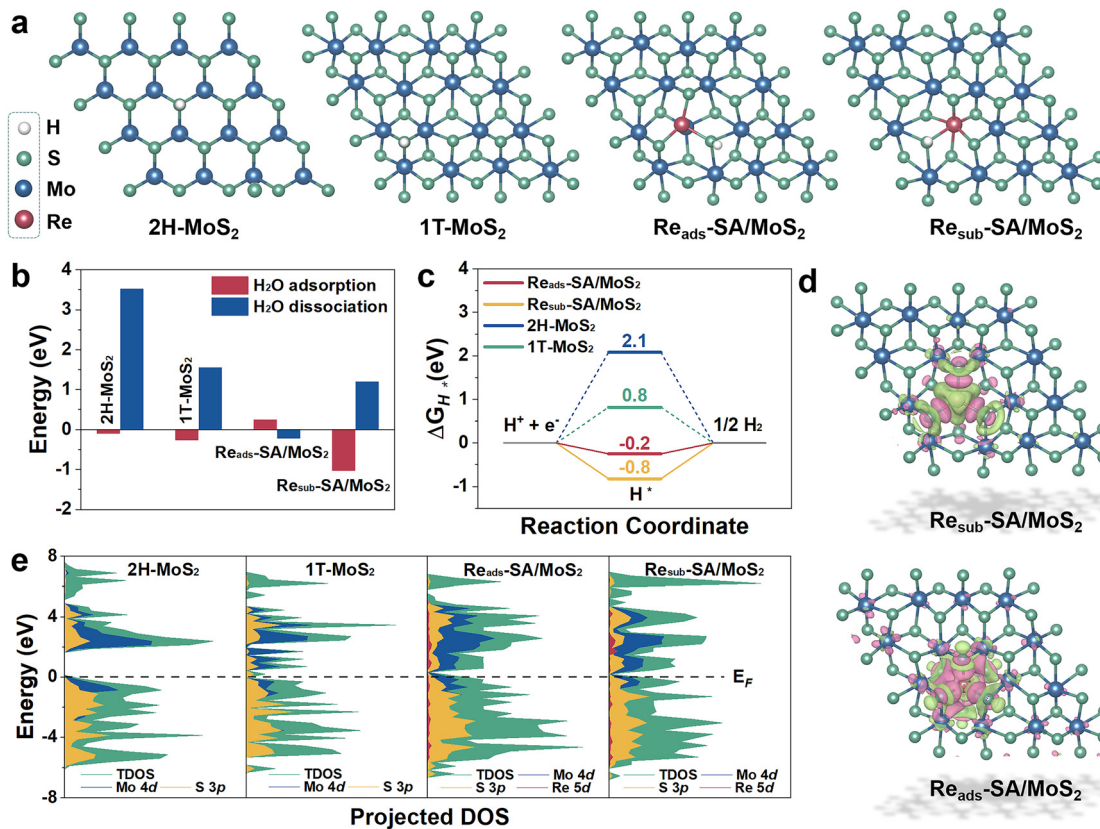 a
H
S
Mo
Re
2H-MoS₂
1T-MoS₂
Reads-SA/MoS₂
Resub-SA/MoS₂
b
4
3
2
1
0
-1
-2
Energy (eV)
H₂O adsorption
H₂O dissociation
2H-MoS₂
1T-MoS₂
Reads-SA/MoS₂
Resub-SA/MoS₂
c
4
3
2
1
0
-1
ΔG H * (eV)
Reads-SA/MoS₂
Resub-SA/MoS₂
2H-MoS₂
1T-MoS₂
2.1
0.8
H⁺ + e⁻
1/2 H₂
-0.2
-0.8
H *
Reaction Coordinate
d
Resub-SA/MoS₂
Reads-SA/MoS₂
e
8
4
0
-4
-8
Energy (eV)
2H-MoS₂
1T-MoS₂
Reads-SA/MoS₂
Resub-SA/MoS₂
EF
TDOS
Mo 4d S 3p
TDOS
Mo 4d S 3p
TDOS Mo 4d
S 3p Re 5d
TDOS Mo 4d
S 3p Re 5d
Projected DOS